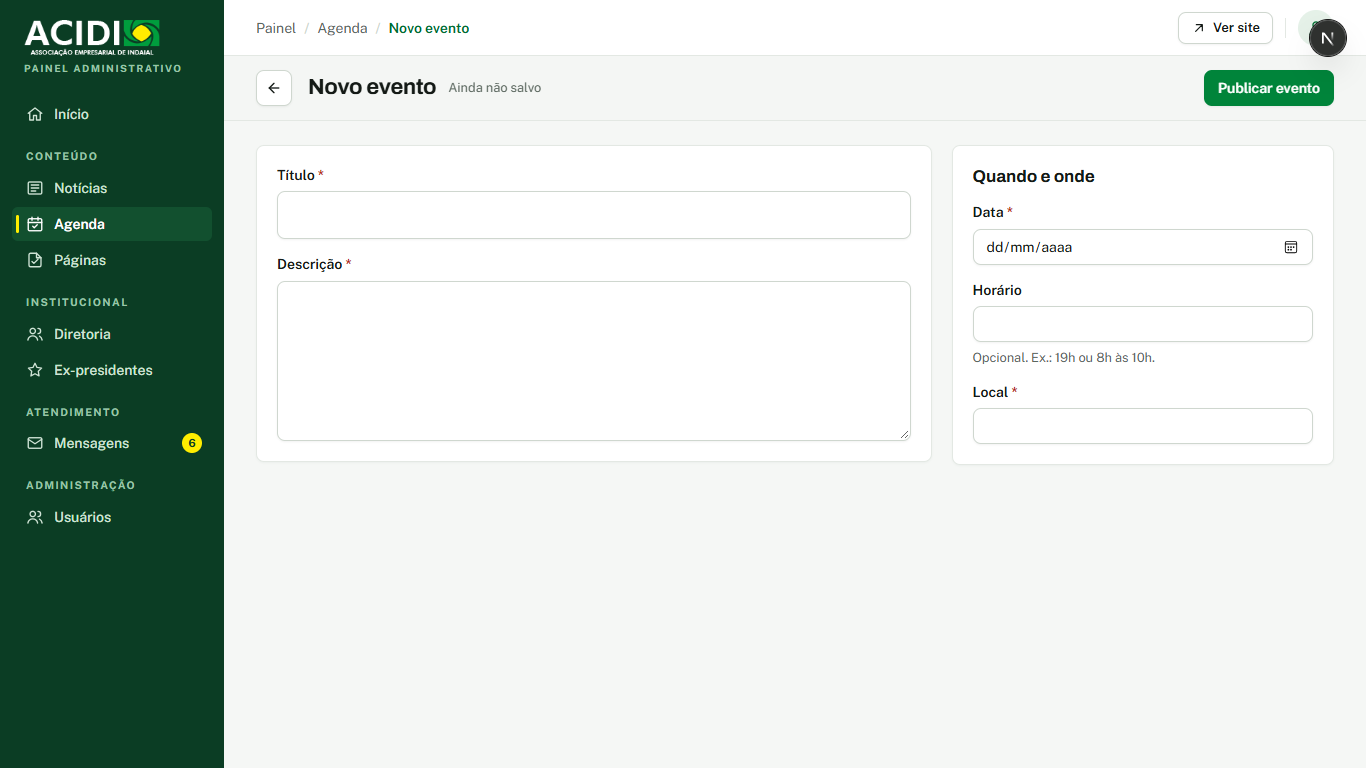 ACIDI
ASSOCIAÇÃO EMPRESARIAL DE INDAIAL
PAINEL ADMINISTRATIVO
Início
CONTEÚDO
Notícias
Agenda
Páginas
INSTITUCIONAL
Diretoria
Ex-presidentes
ATENDIMENTO
Mensagens 6
ADMINISTRAÇÃO
Usuários
Painel / Agenda / Novo evento
Ver site
N
Novo evento Ainda não salvo
Publicar evento
Título *
Descrição *
Quando e onde
Data *
dd/mm/aaaa
Horário
Opcional. Ex.: 19h ou 8h às 10h.
Local *